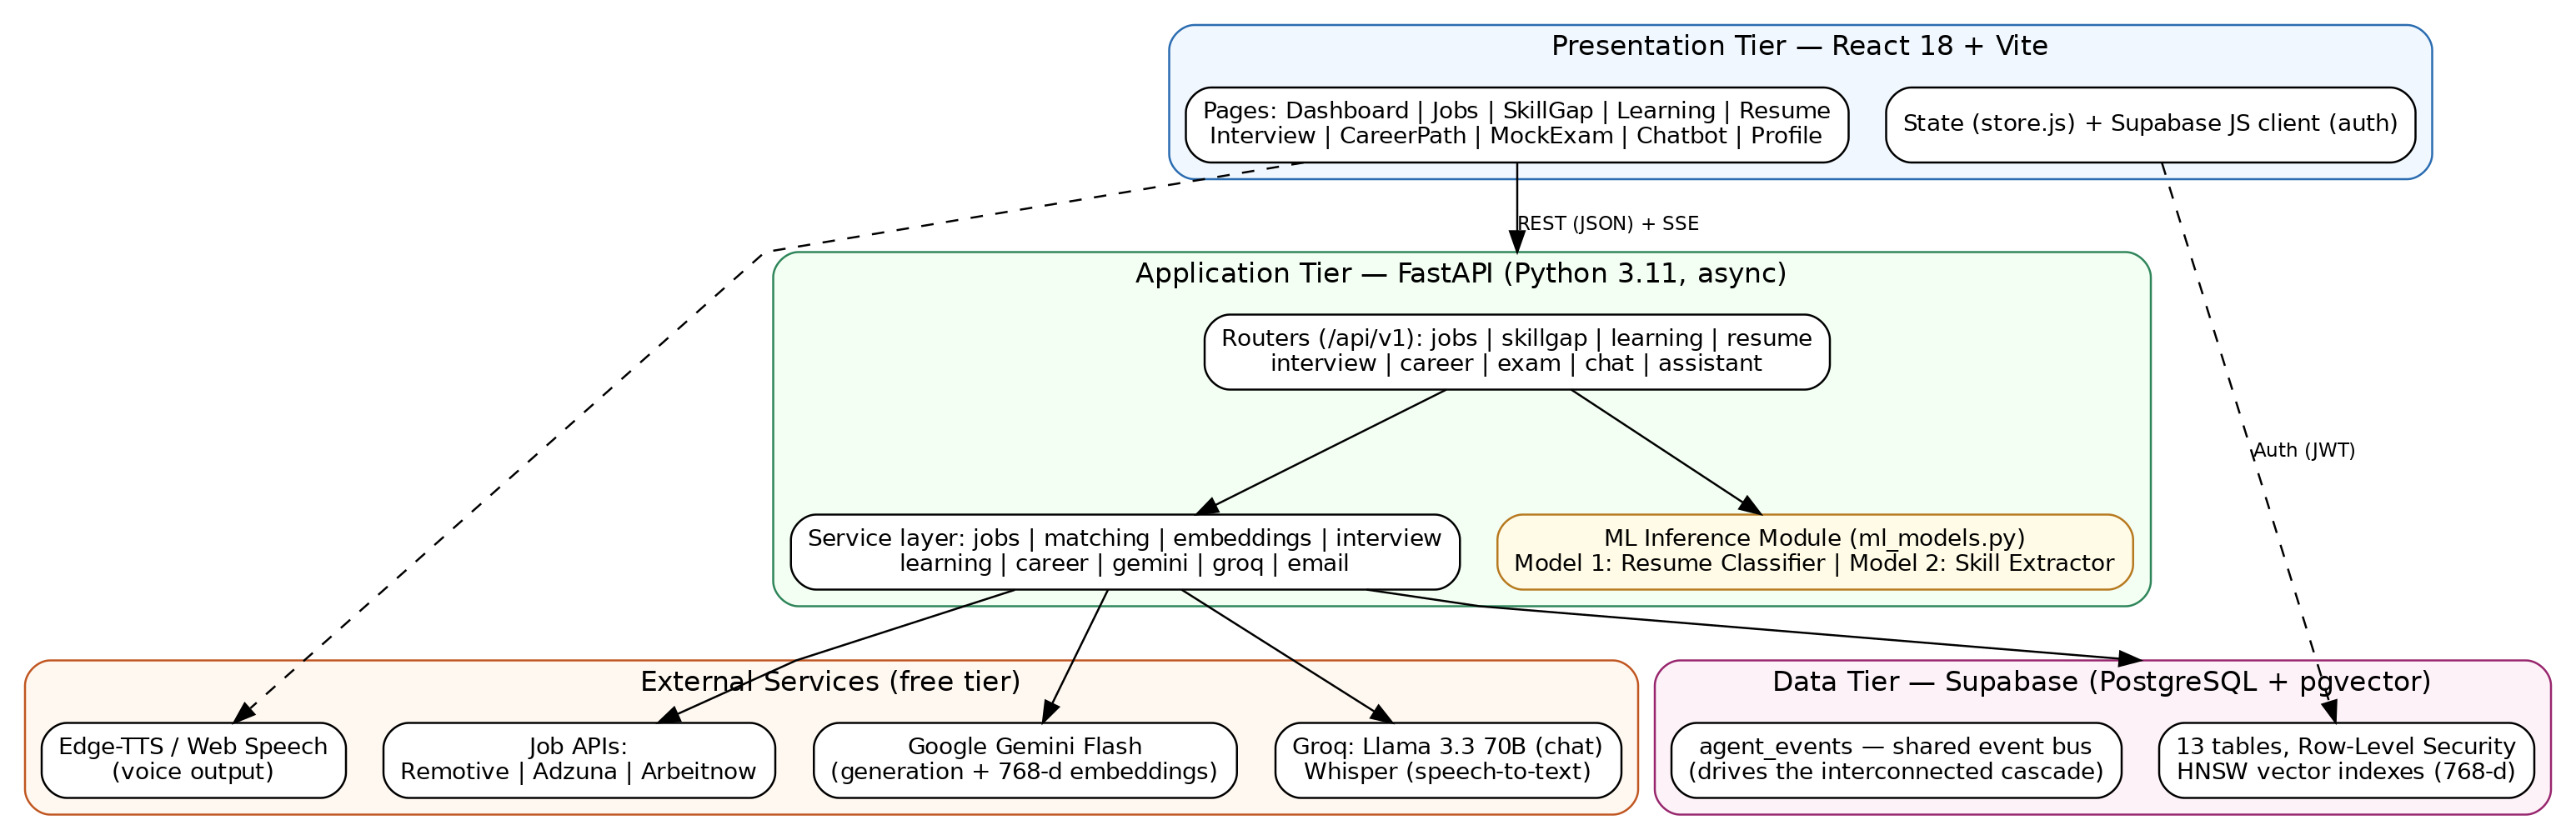 Presentation Tier — React 18 + Vite
Pages: Dashboard | Jobs | SkillGap | Learning | Resume
Interview | CareerPath | MockExam | Chatbot | Profile
State (store.js) + Supabase JS client (auth)
REST (JSON) + SSE
Application Tier — FastAPI (Python 3.11, async)
Routers (/api/v1): jobs | skillgap | learning | resume
interview | career | exam | chat | assistant
Auth (JWT)
Service layer: jobs | matching | embeddings | interview
learning | career | gemini | groq | email
ML Inference Module (ml_models.py)
Model 1: Resume Classifier | Model 2: Skill Extractor
External Services (free tier)
Edge-TTS / Web Speech
(voice output)
Job APIs:
Remotive | Adzuna | Arbeitnow
Google Gemini Flash
(generation + 768-d embeddings)
Groq: Llama 3.3 70B (chat)
Whisper (speech-to-text)
Data Tier — Supabase (PostgreSQL + pgvector)
agent_events — shared event bus
(drives the interconnected cascade)
13 tables, Row-Level Security
HNSW vector indexes (768-d)